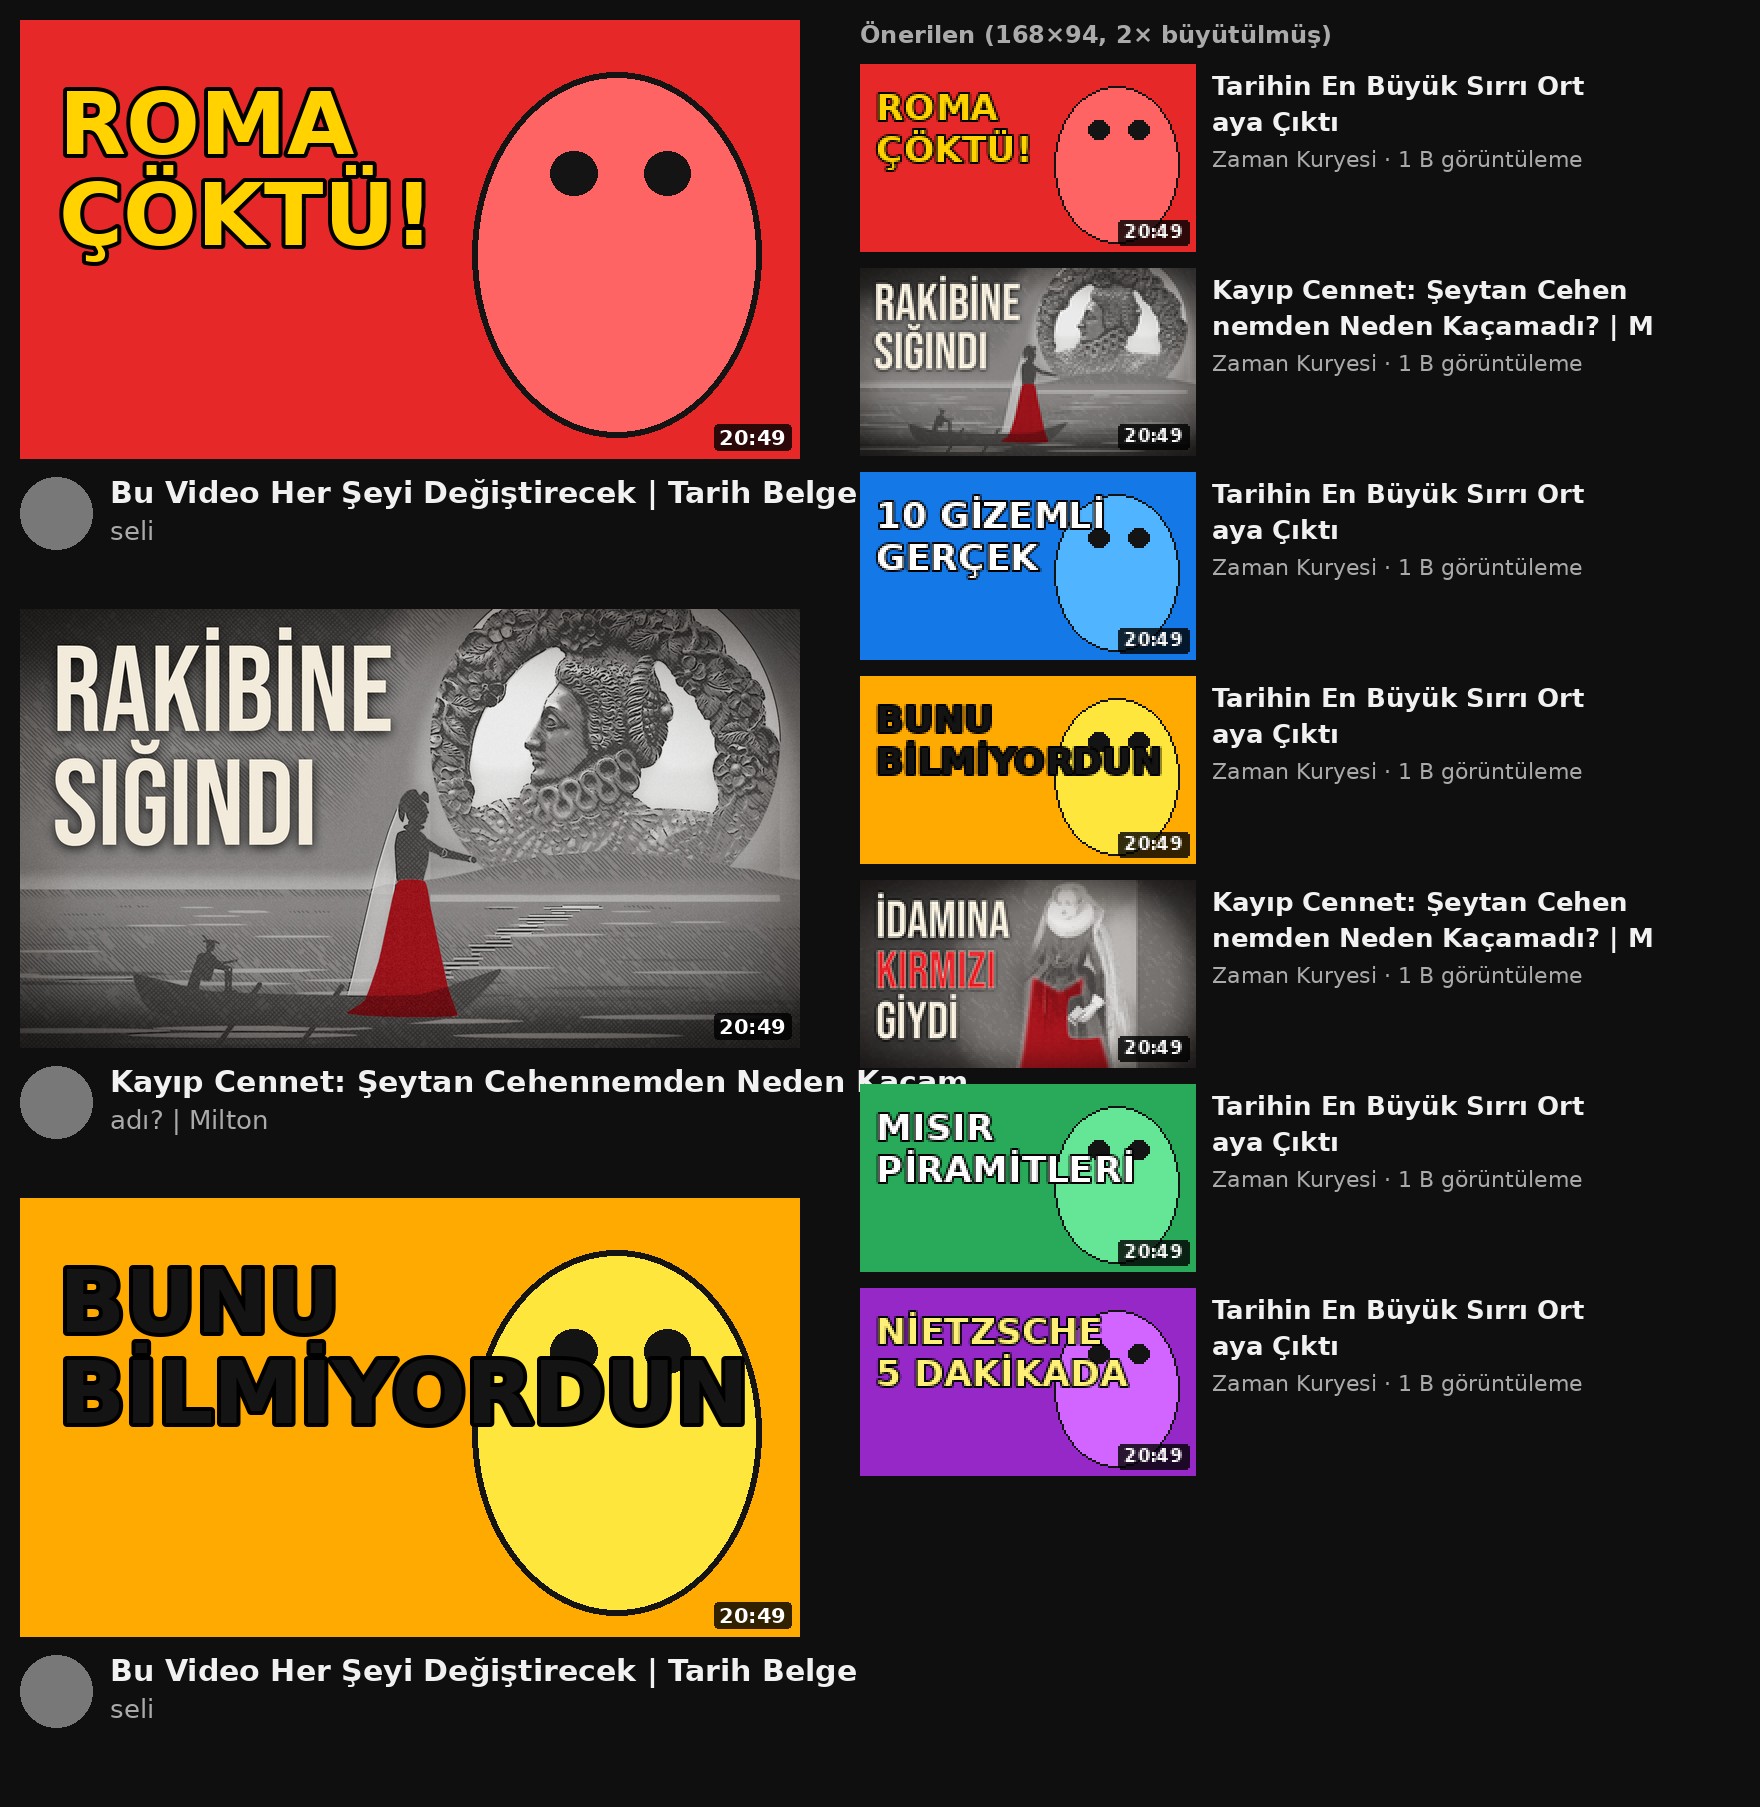 ROMA
ÇÖKTÜ!
20:49
Bu Video Her Şeyi Değiştirecek | Tarih Belge
seli
RAKİBİNE
SIĞINDI
20:49
Kayıp Cennet: Şeytan Cehennemden Neden Kaçam
adı? | Milton
BUNU
BİLMİYORDUN
20:49
Bu Video Her Şeyi Değiştirecek | Tarih Belge
seli
Önerilen (168×94, 2× büyütülmüş)
ROMA
ÇÖKTÜ!
20:49
Tarihin En Büyük Sırrı Ort
aya Çıktı
Zaman Kuryesi · 1 B görüntüleme
RAKİBİNE
SIĞINDI
20:49
Kayıp Cennet: Şeytan Cehen
nemden Neden Kaçamadı? | M
Zaman Kuryesi · 1 B görüntüleme
10 GİZEMLİ
GERÇEK
20:49
Tarihin En Büyük Sırrı Ort
aya Çıktı
Zaman Kuryesi · 1 B görüntüleme
BUNU
BİLMİYORDUN
20:49
Tarihin En Büyük Sırrı Ort
aya Çıktı
Zaman Kuryesi · 1 B görüntüleme
İDAMINA
KIRMIZI
GİYDİ
20:49
Kayıp Cennet: Şeytan Cehen
nemden Neden Kaçamadı? | M
Zaman Kuryesi · 1 B görüntüleme
MISIR
PİRAMİTLERİ
20:49
Tarihin En Büyük Sırrı Ort
aya Çıktı
Zaman Kuryesi · 1 B görüntüleme
NİETZSCHE
5 DAKİKADA
20:49
Tarihin En Büyük Sırrı Ort
aya Çıktı
Zaman Kuryesi · 1 B görüntüleme